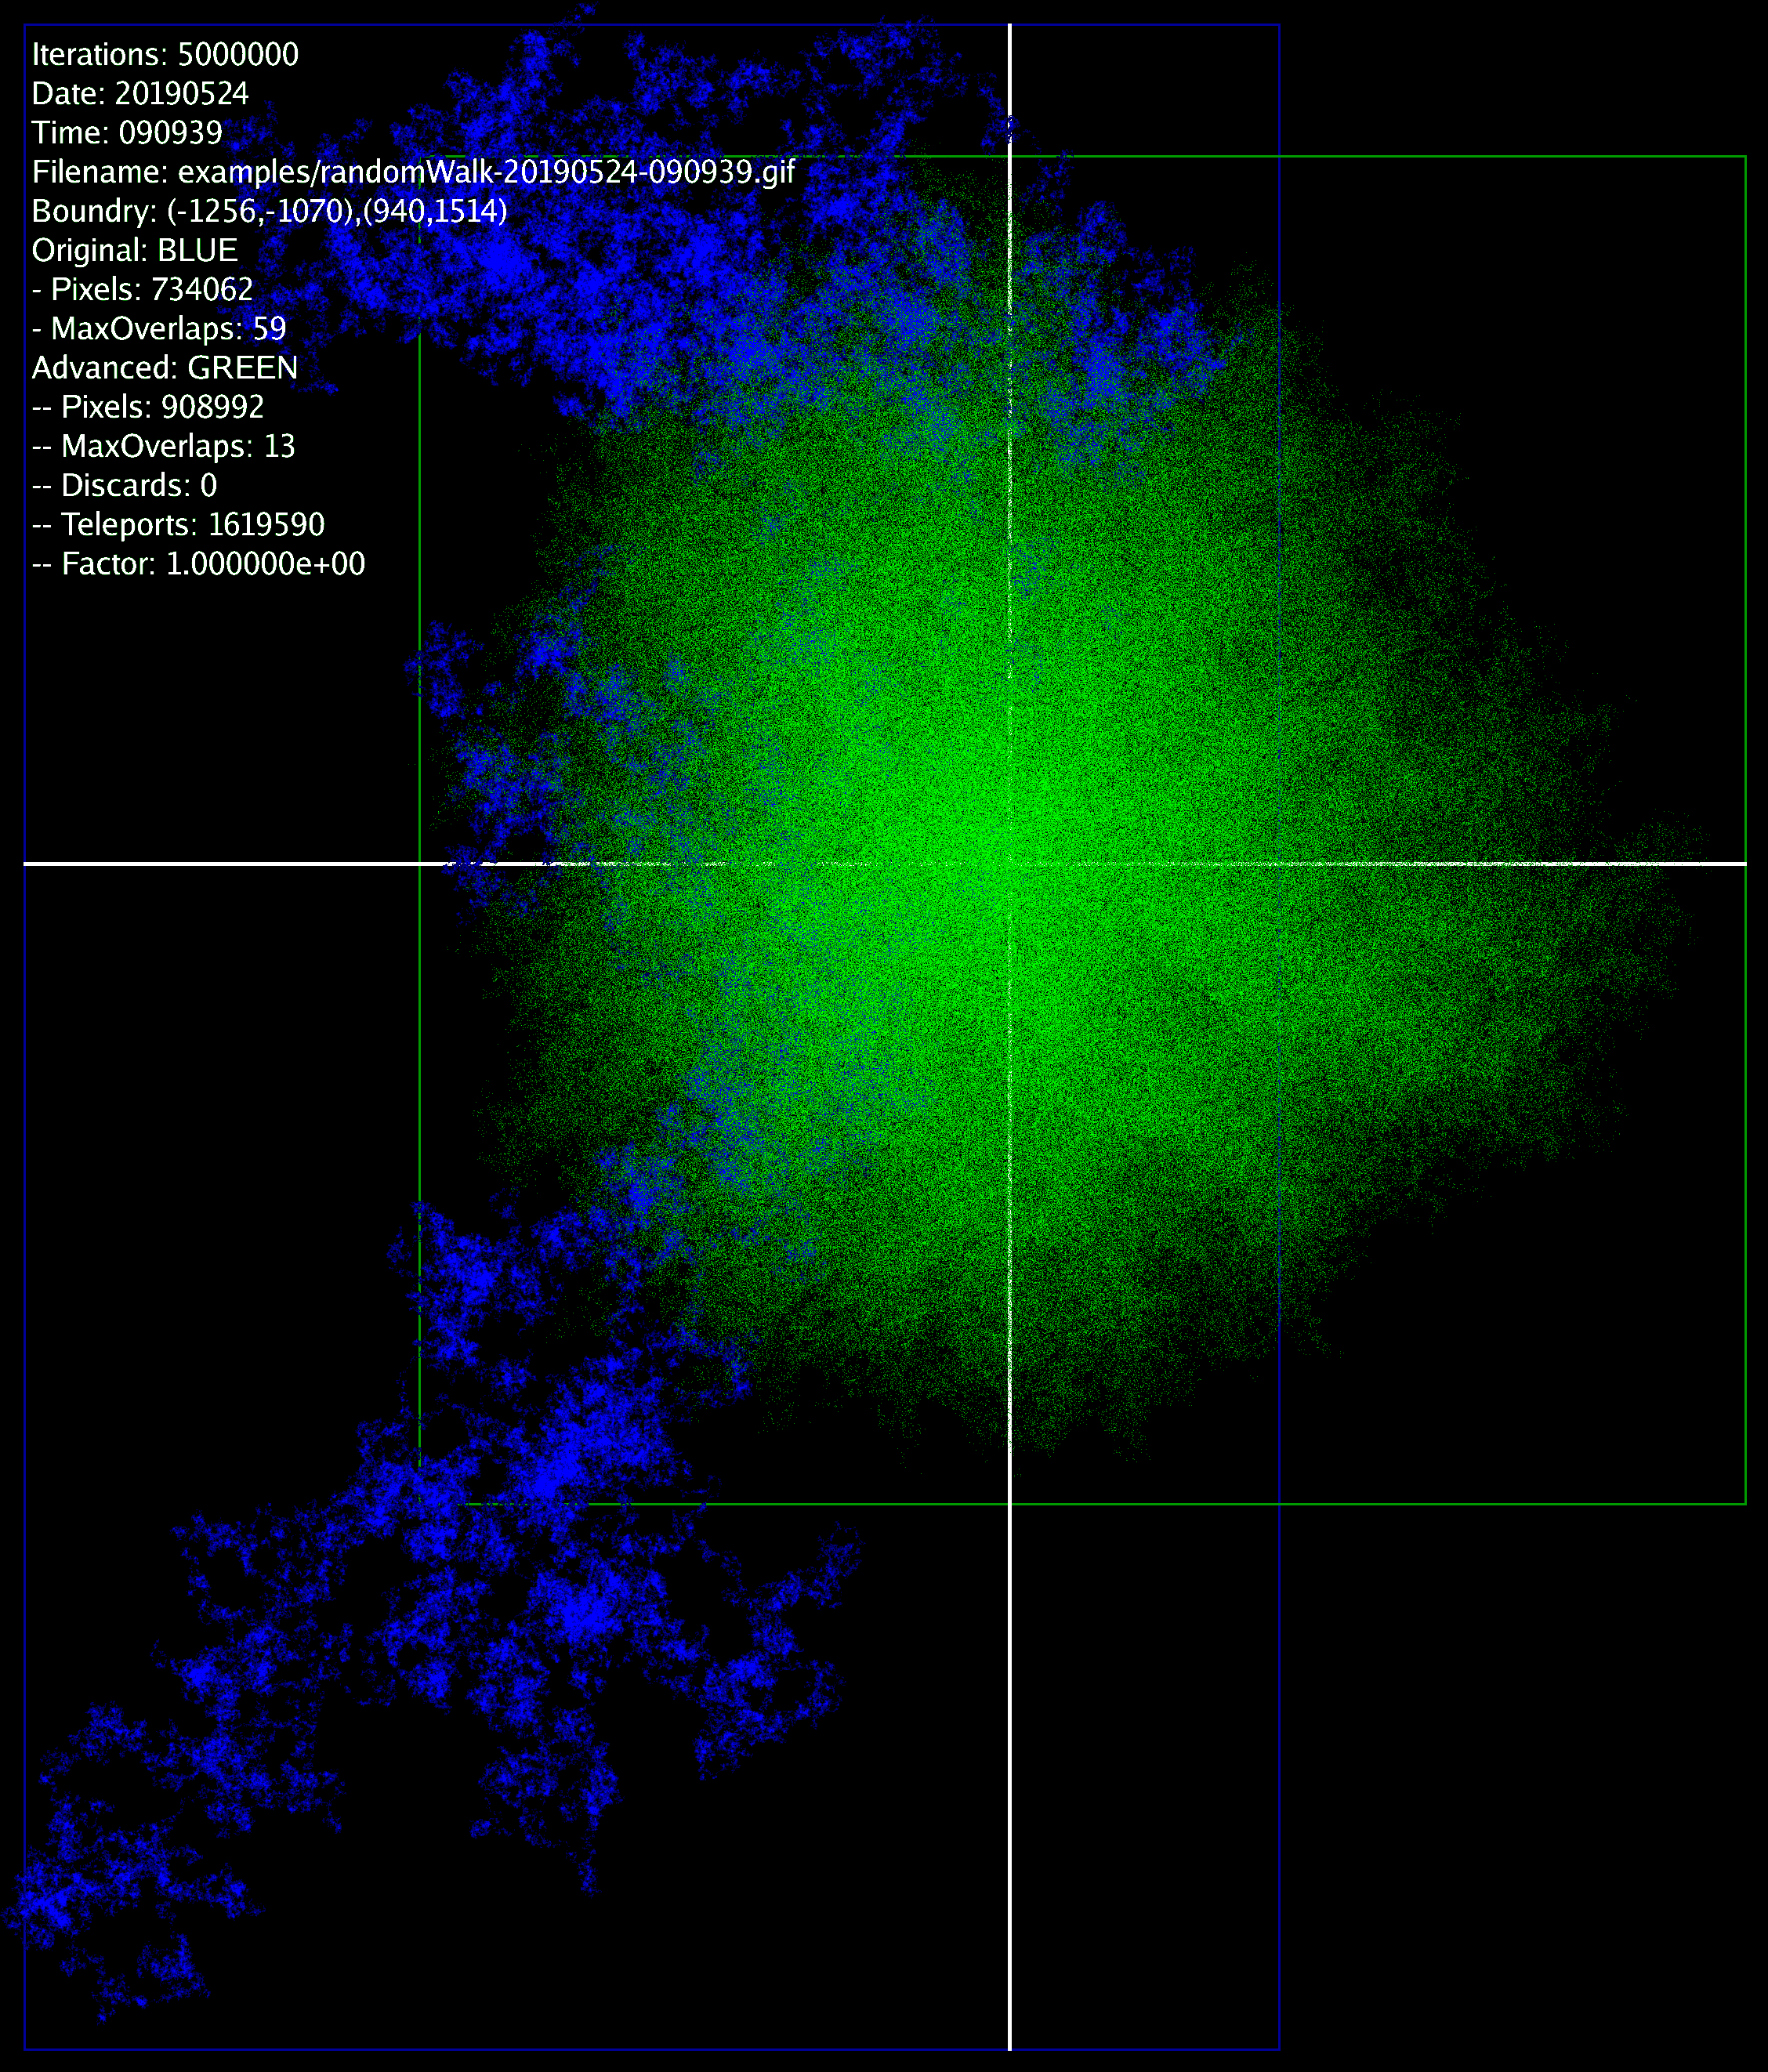 Iterations: 5000000
Date: 20190524
Time: 090939
Filename: examples/randomWalk-20190524-090939.gif
Boundry: (-1256,-1070),(940,1514)
Original: BLUE
- Pixels: 734062
- MaxOverlaps: 59
Advanced: GREEN
-- Pixels: 908992
-- MaxOverlaps: 13
-- Discards: 0
-- Teleports: 1619590
-- Factor: 1.000000e+00